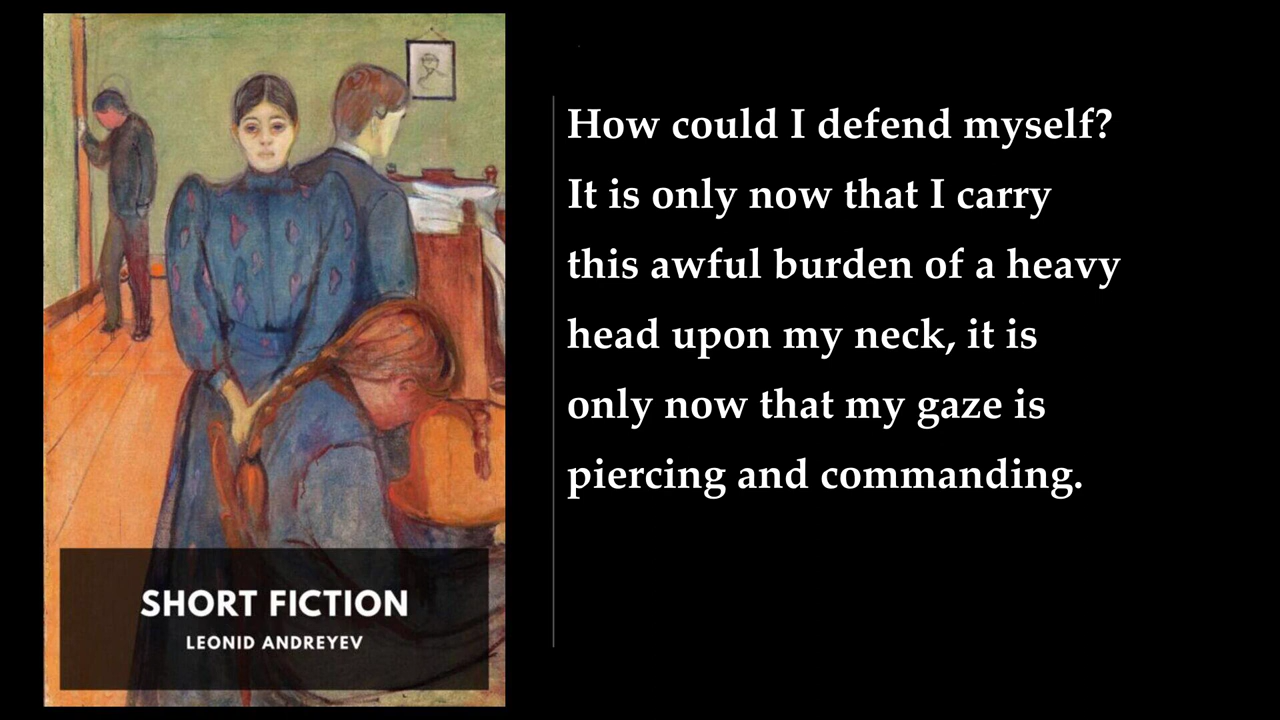 How could I defend myself?
It is only now that I carry
this awful burden of a heavy
head upon my neck, it is
only now that my gaze is
piercing and commanding.
SHORT FICTION
LEONID ANDREYEV